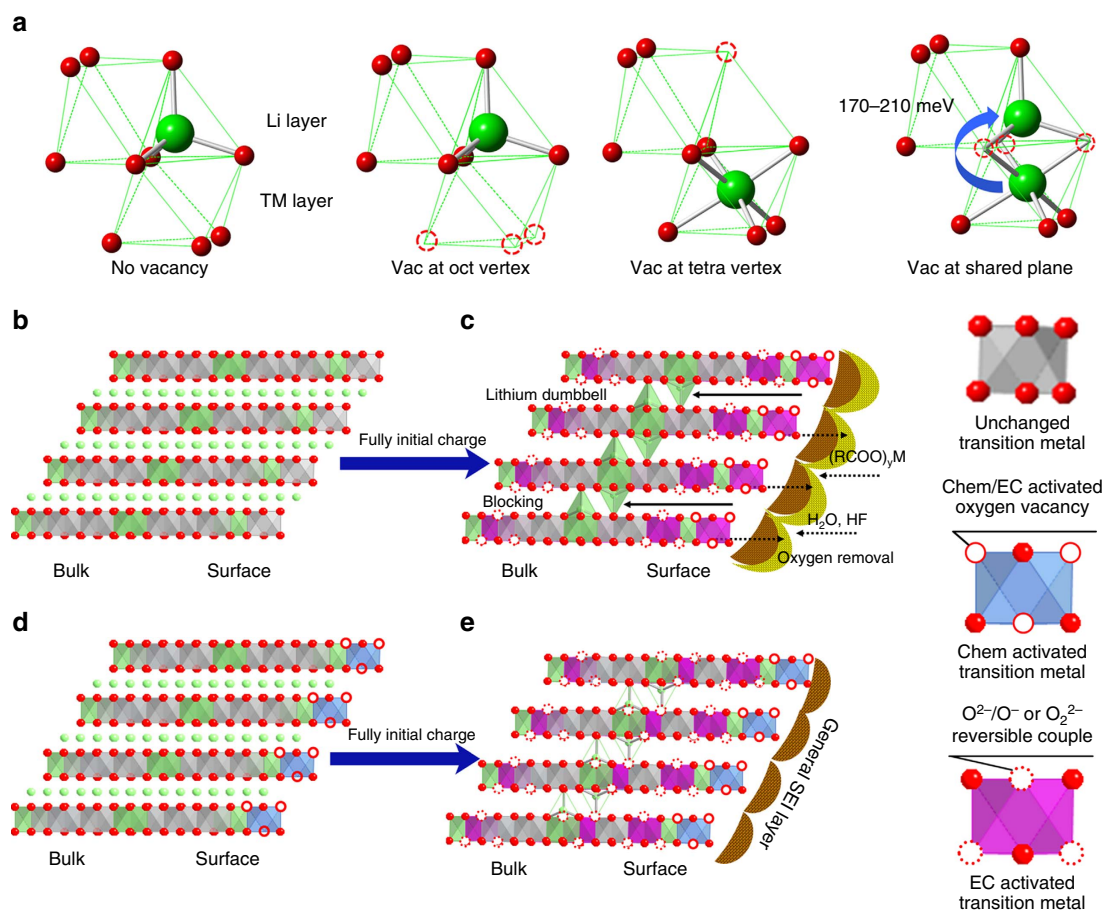 a
170–210 meV
Li layer
TM layer
No vacancy
Vac at oct vertex
Vac at tetra vertex
Vac at shared plane
b
Fully initial charge
Bulk
Surface
c
Lithium dumbbell
Blocking
(RCOO)yM
H2O, HF
Oxygen removal
Bulk
Surface
d
Fully initial charge
Bulk
Surface
e
General SEI layer
Bulk
Surface
Unchanged
transition metal
Chem/EC activated
oxygen vacancy
Chem activated
transition metal
O2−/O− or O22−
reversible couple
EC activated
transition metal